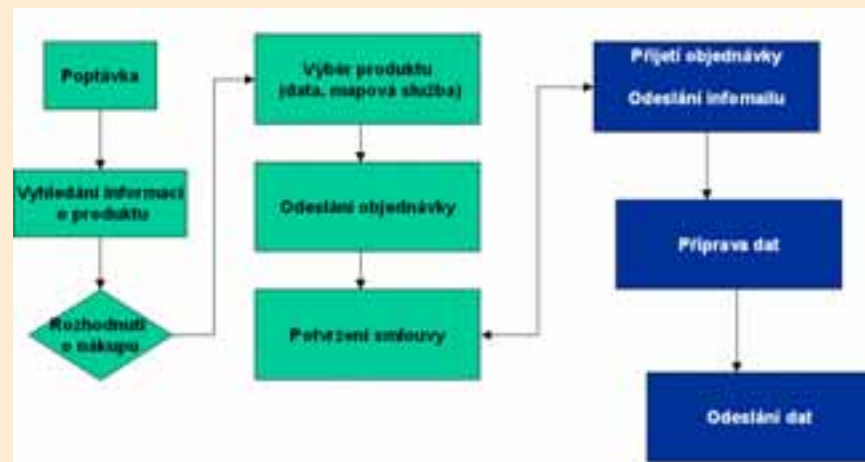 Poptávka
Vyhledání informací
o produktu
Rozhodnutí
o nákupu
Výběr produktu
(data, mapová služba)
Odeslání objednávky
Potvrzení smlouvy
Přijetí objednávky
Odeslání infomailu
Příprava dat
Odeslání dat